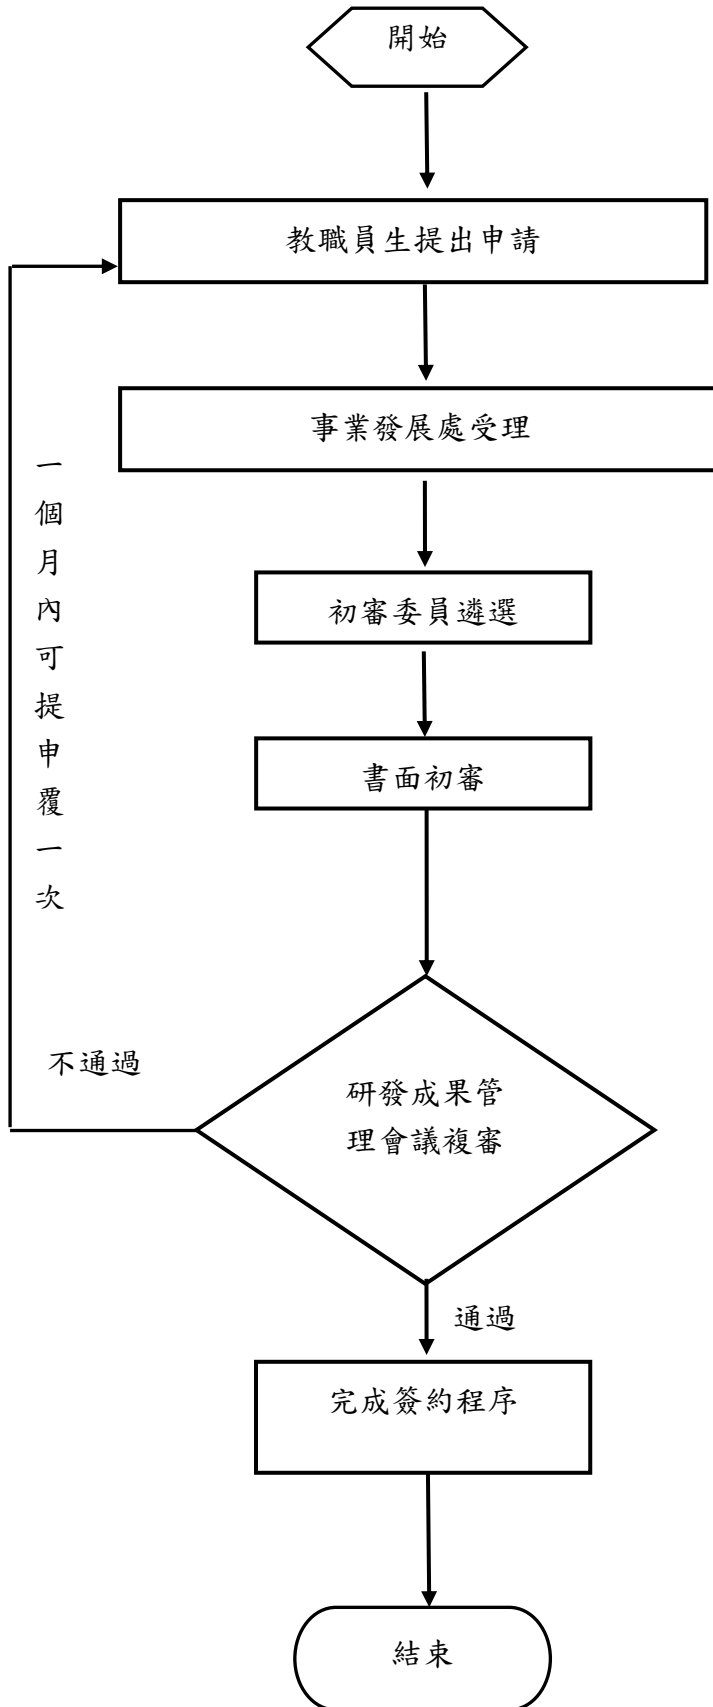 開始
教職員生提出申請
事業發展處受理
初審委員遴選
書面初審
一個月內可提申覆一次
不通過
研發成果管
理會議複審
通過
完成簽約程序
結束